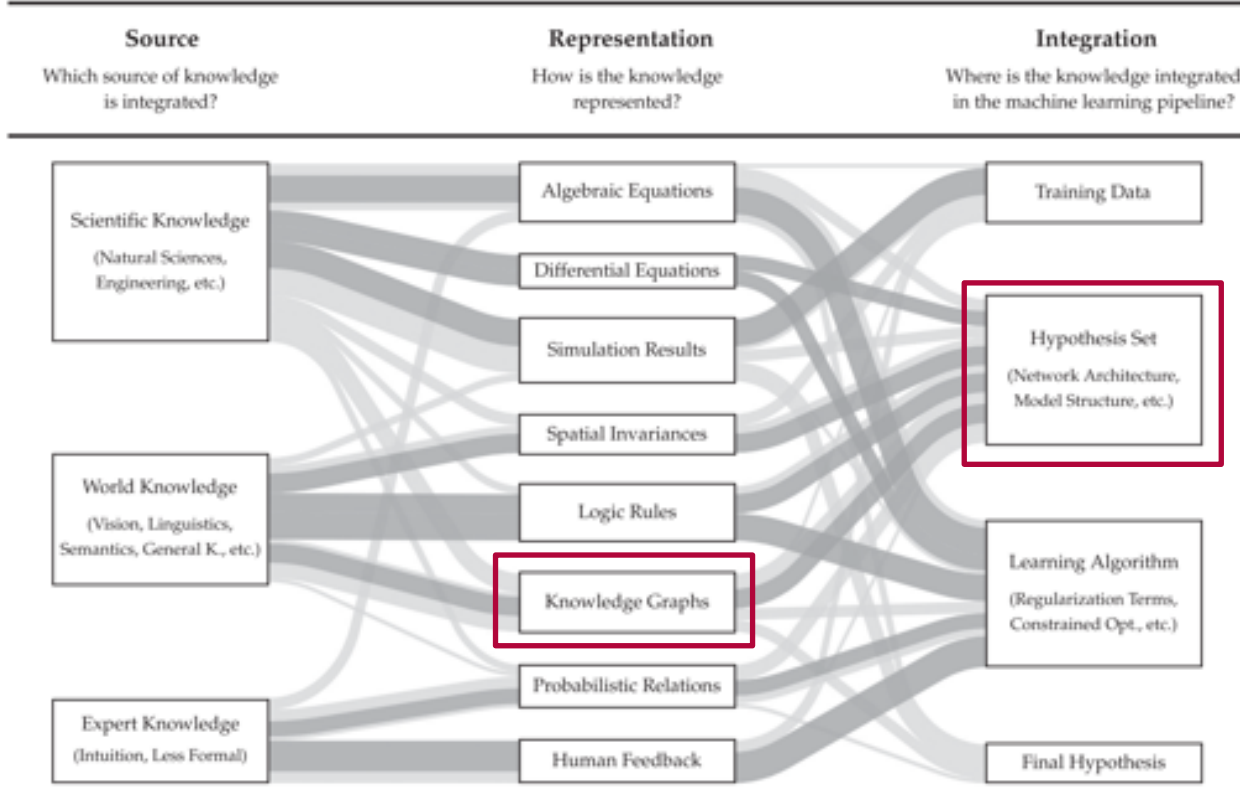 Source
Which source of knowledge
is integrated?
Representation
How is the knowledge
represented?
Integration
Where is the knowledge integrated
in the machine learning pipeline?
Scientific Knowledge
(Natural Sciences,
Engineering, etc.)
World Knowledge
(Vision, Linguistics,
Semantics, General K., etc.)
Expert Knowledge
(Intuition, Less Formal)
Algebraic Equations
Differential Equations
Simulation Results
Spatial Invariances
Logic Rules
Knowledge Graphs
Probabilistic Relations
Human Feedback
Training Data
Hypothesis Set
(Network Architecture,
Model Structure, etc.)
Learning Algorithm
(Regularization Terms,
Constrained Opt., etc.)
Final Hypothesis